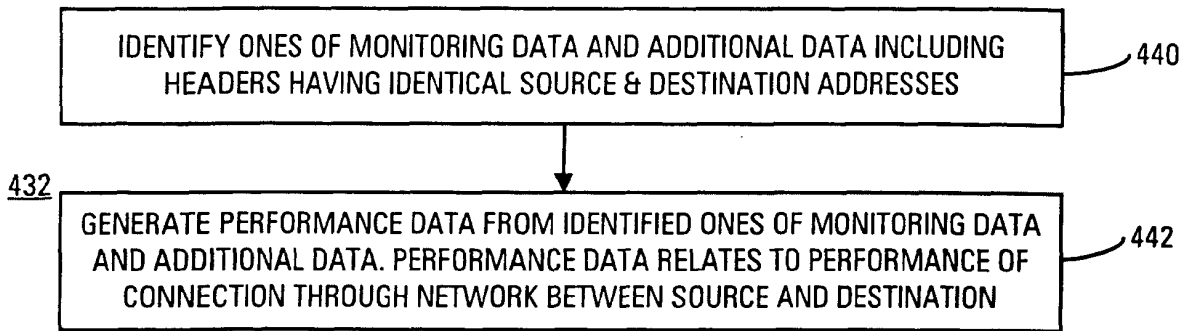 IDENTIFY ONES OF MONITORING DATA AND ADDITIONAL DATA INCLUDING
HEADERS HAVING IDENTICAL SOURCE & DESTINATION ADDRESSES
440
432
GENERATE PERFORMANCE DATA FROM IDENTIFIED ONES OF MONITORING DATA
AND ADDITIONAL DATA. PERFORMANCE DATA RELATES TO PERFORMANCE OF
CONNECTION THROUGH NETWORK BETWEEN SOURCE AND DESTINATION
442